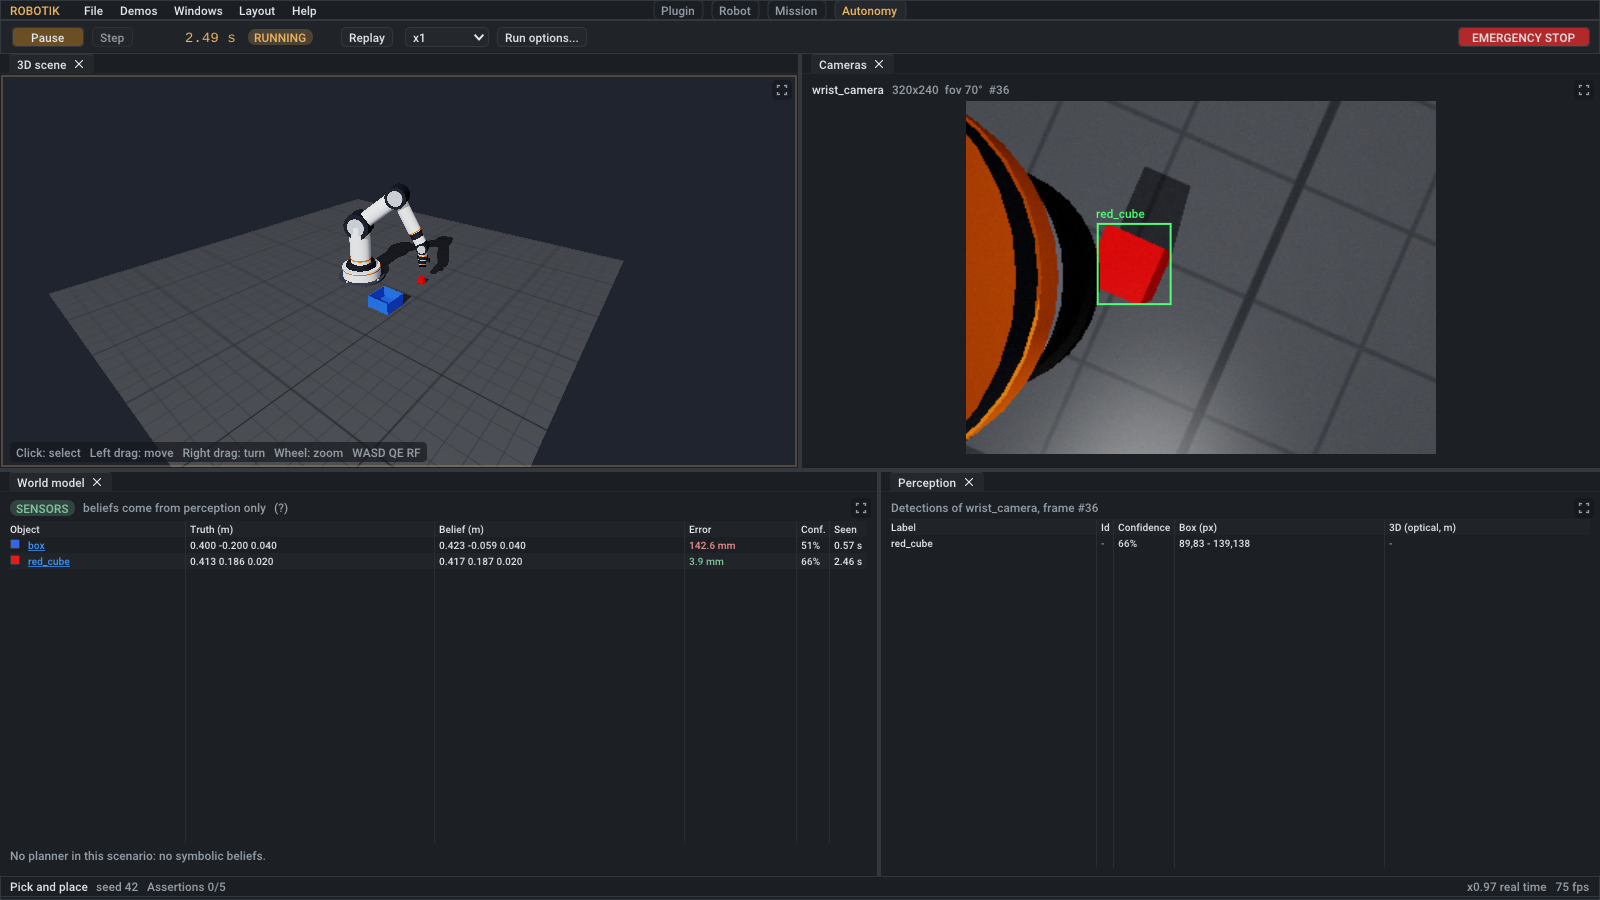 ROBOTIK File Demos Windows Layout Help Plugin Robot Mission Autonomy
Pause Step 2.49 s RUNNING Replay x1 Run options... EMERGENCY STOP
3D scene
Click: select Left drag: move Right drag: turn Wheel: zoom WASD QE RF
Cameras
wrist_camera 320x240 fov 70° #36
red_cube
World model
SENSORS beliefs come from perception only (?)
Object Truth (m) Belief (m) Error Conf. Seen
box 0.400 -0.200 0.040 0.423 -0.059 0.040 142.6 mm 51% 0.57 s
red_cube 0.413 0.186 0.020 0.417 0.187 0.020 3.9 mm 66% 2.46 s
No planner in this scenario: no symbolic beliefs.
Perception
Detections of wrist_camera, frame #36
Label Id Confidence Box (px) 3D (optical, m)
red_cube - 66% 89,83 - 139,138 -
Pick and place seed 42 Assertions 0/5 x0.97 real time 75 fps